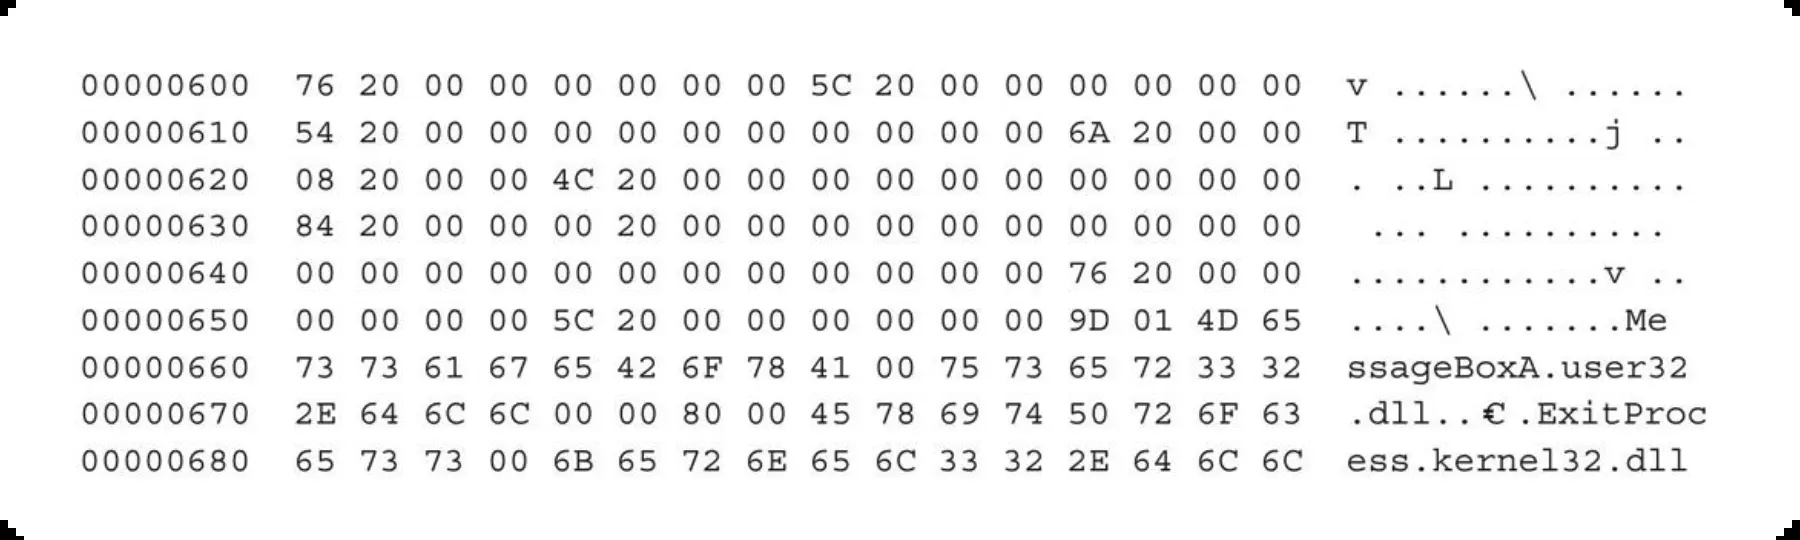 00000600 76 20 00 00 00 00 00 00 5C 20 00 00 00 00 00 00 v ......\ ......
00000610 54 20 00 00 00 00 00 00 00 00 00 00 6A 20 00 00 T ..........j ..
00000620 08 20 00 00 4C 20 00 00 00 00 00 00 00 00 00 00 . ..L ..........
00000630 84 20 00 00 00 20 00 00 00 00 00 00 00 00 00 00 ... ..........
00000640 00 00 00 00 00 00 00 00 00 00 00 00 76 20 00 00 ............v ..
00000650 00 00 00 00 5C 20 00 00 00 00 00 00 9D 01 4D 65 ....\ .......Me
00000660 73 73 61 67 65 42 6F 78 41 00 75 73 65 72 33 32 ssageBoxA.user32
00000670 2E 64 6C 6C 00 00 80 00 45 78 69 74 50 72 6F 63 .dll..€.ExitProc
00000680 65 73 73 00 6B 65 72 6E 65 6C 33 32 2E 64 6C 6C ess.kernel32.dll